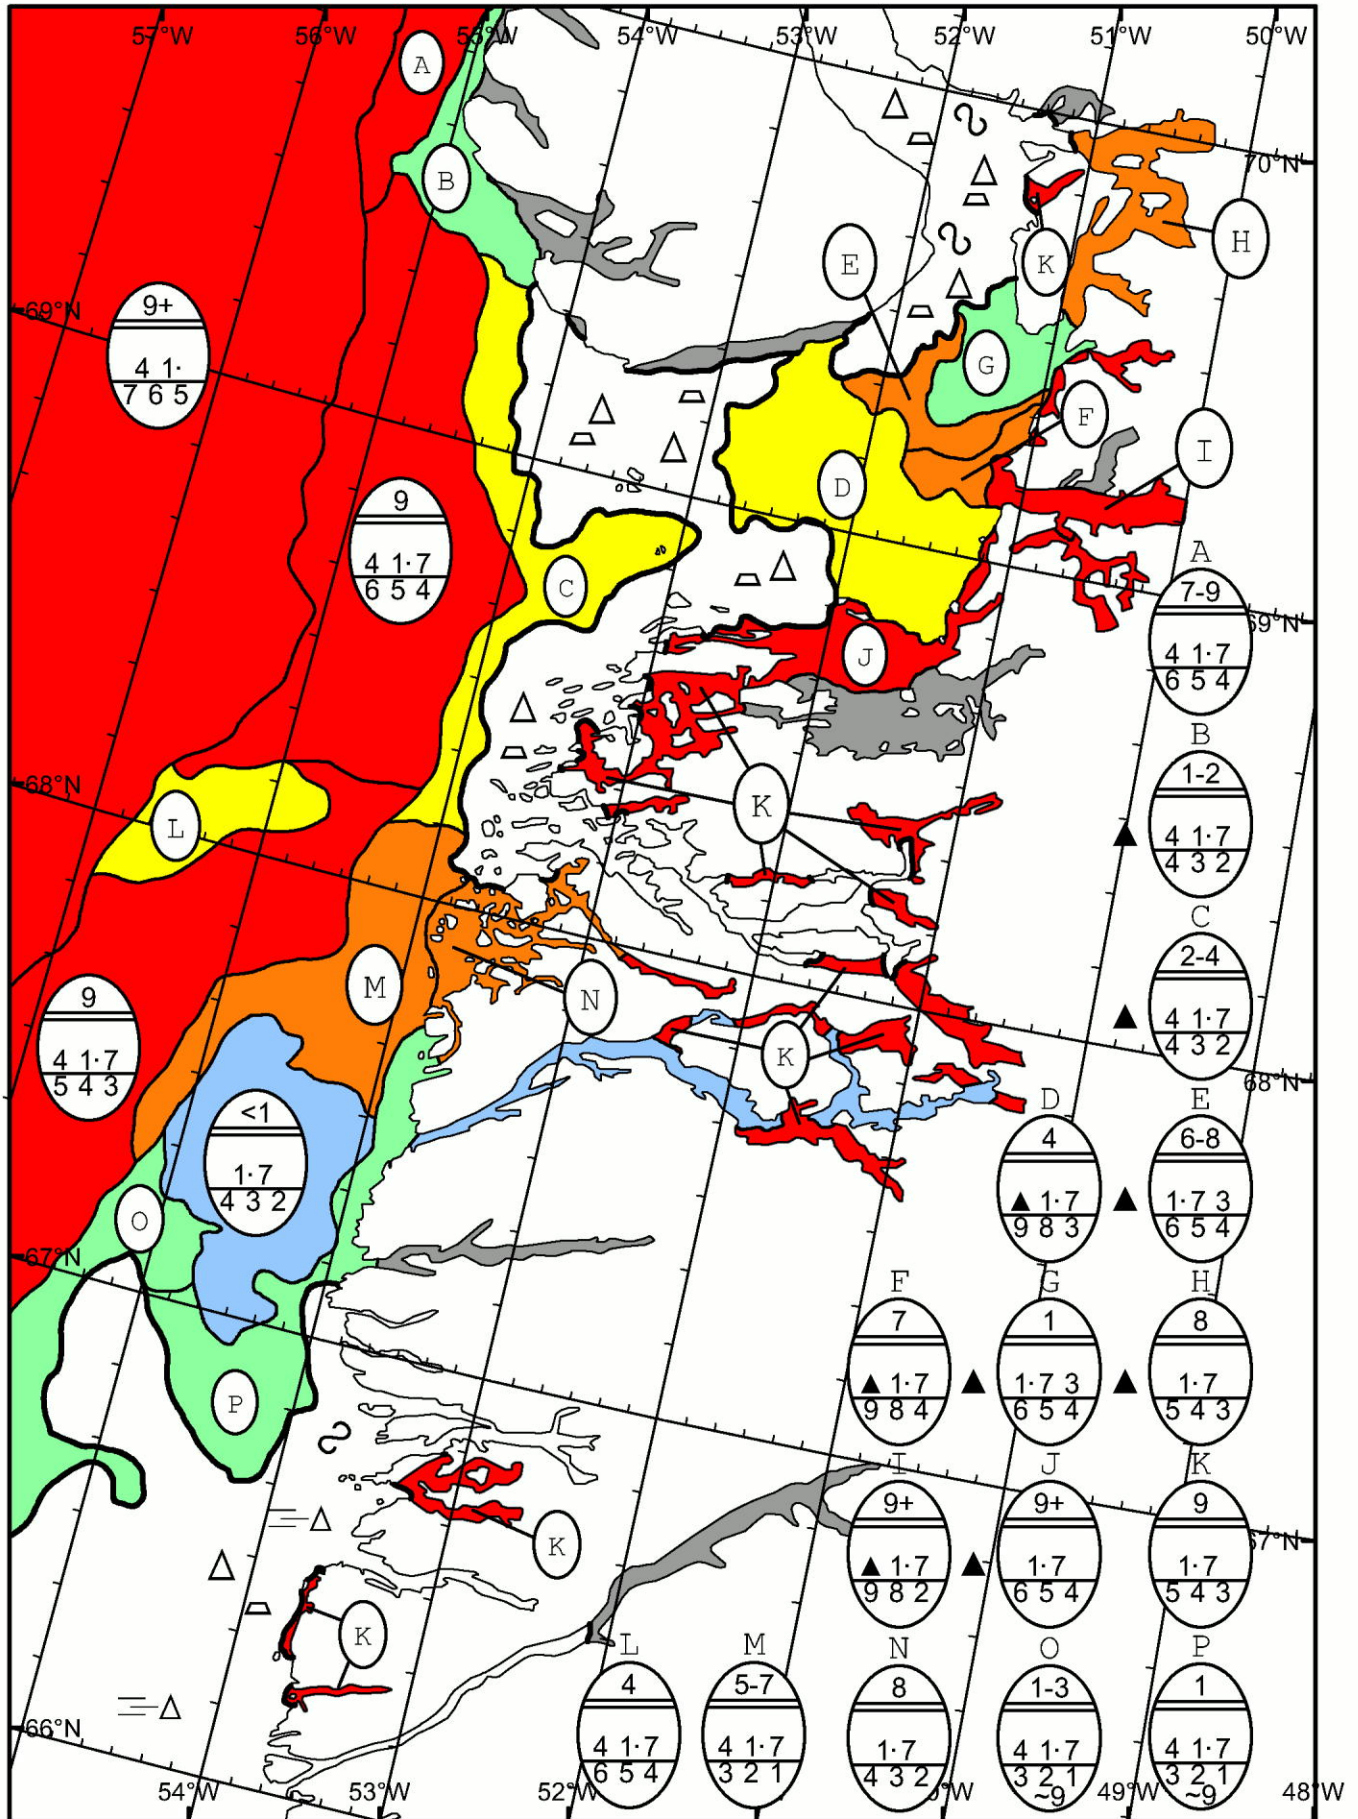 57°W 56°W 55°W 54°W 53°W 52°W 51°W 50°W
A
70°N
B
H
E
K
69°N
9+
4 1·
7 6 5
G
F
I
D
9
4 1·7
6 5 4
C
A
7-9
4 1·7
6 5 4
69°N
J
B
1-2
4 1·7
4 3 2
68°N
K
L
C
2-4
4 1·7
4 3 2
M
N
9
4 1·7
5 4 3
K
68°N
<1
1·7
4 3 2
D E
4 6-8
▲ 1·7 ▲ 1·7 3
9 8 3 6 5 4
O
67°N
F G H
7 1 8
▲ 1·7 ▲ 1·7 3 ▲ 1·7
9 8 4 6 5 4 5 4 3
P
I J K
9+ 9+ 9
▲ 1·7 ▲ 1·7 1·7
9 8 2 6 5 4 5 4 3
67°N
K
K
L M N O P
4 5-7 8 1-3 1
4 1·7 4 1·7 1·7 4 1·7 4 1·7
6 5 4 3 2 1 4 3 2 3 2 1 3 2 1
~9 ~9
66°N
54°W 53°W 52°W 50°W 49°W 48°W